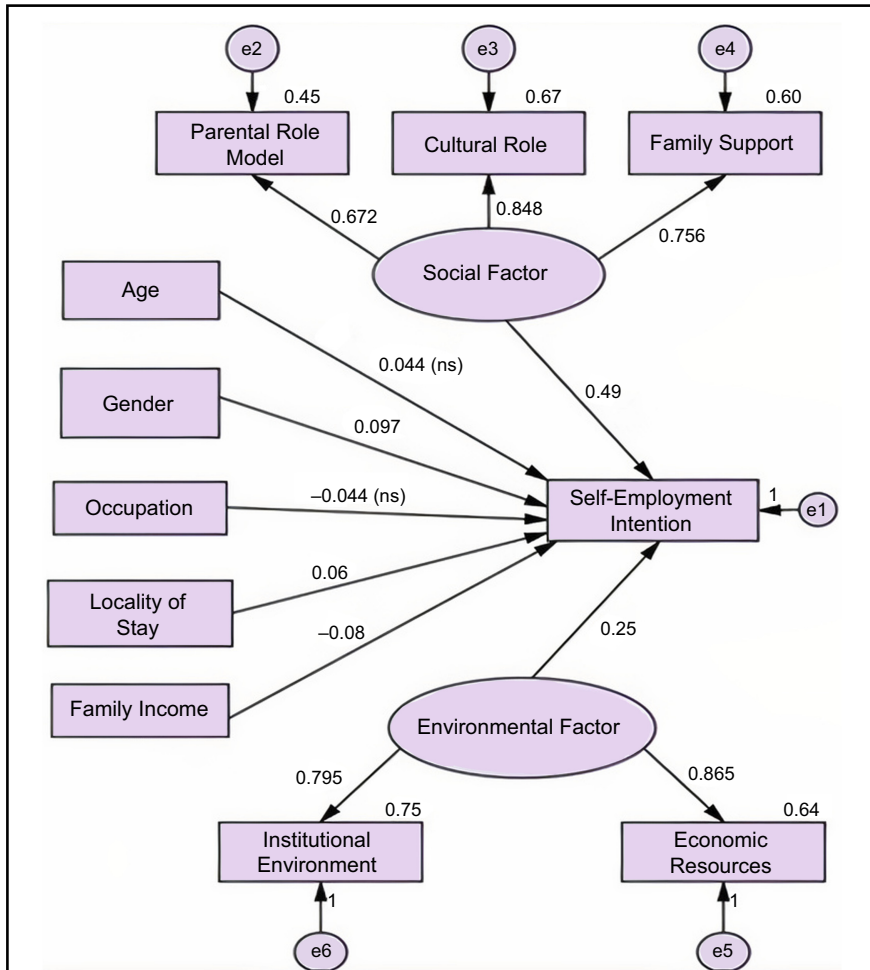 e2
e3
e4
0.45
0.67
0.60
Parental Role
Model
Cultural Role
Family Support
0.672
0.848
0.756
Social Factor
Age
0.044 (ns)
Gender
0.097
0.49
Occupation
–0.044 (ns)
Self-Employment
Intention
1
e1
Locality of
Stay
0.06
Family Income
–0.08
0.25
Environmental Factor
0.795
0.865
0.75
0.64
Institutional
Environment
Economic
Resources
1
1
e6
e5